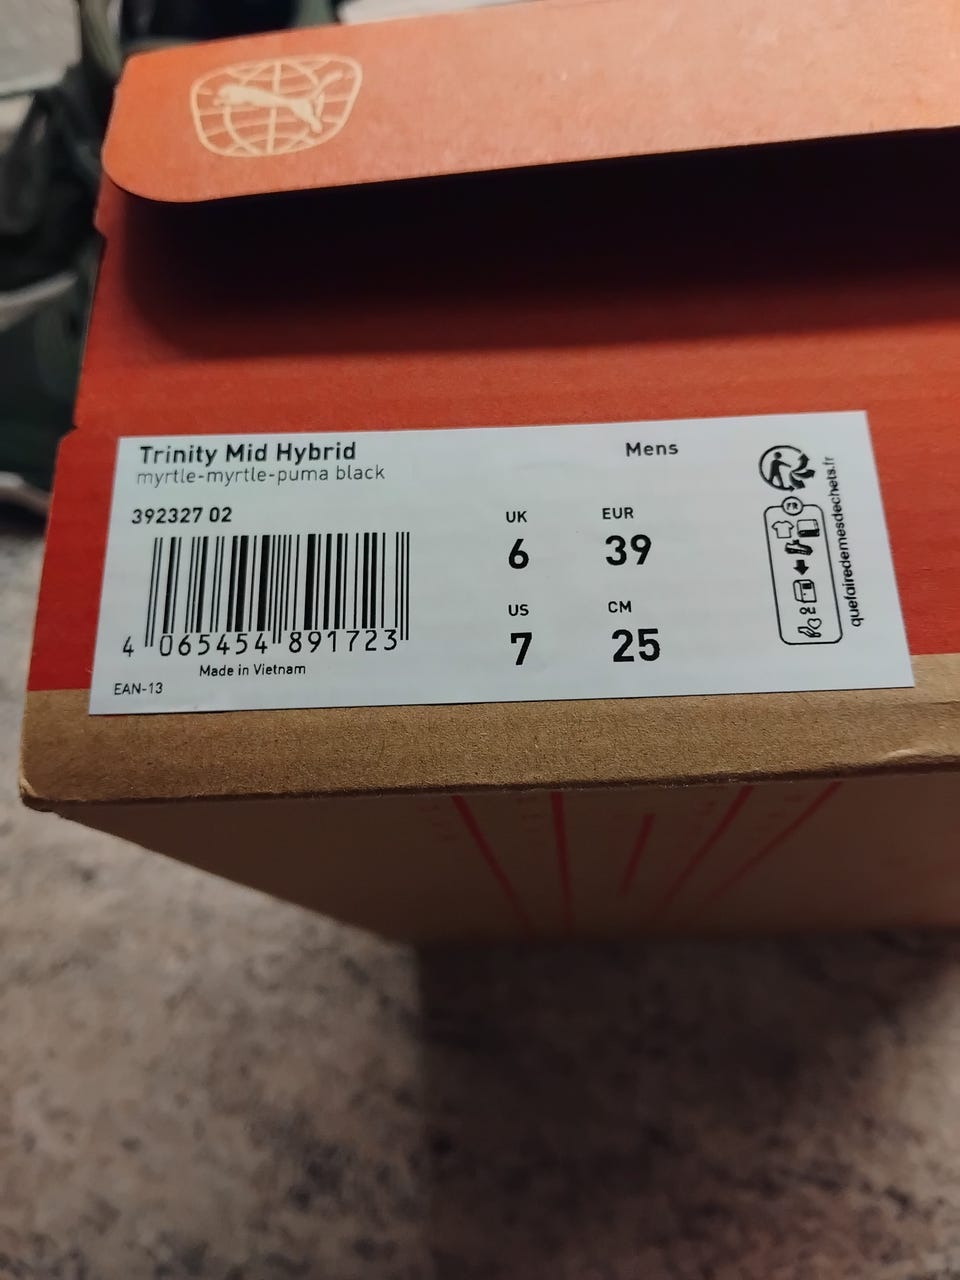 Trinity Mid Hybrid
myrtle-myrtle-puma black
Mens
392327 02
4 065454 891723
Made in Vietnam
EAN-13
UK
6
EUR
39
US
7
CM
25
FR
quefairedemesdechets.fr